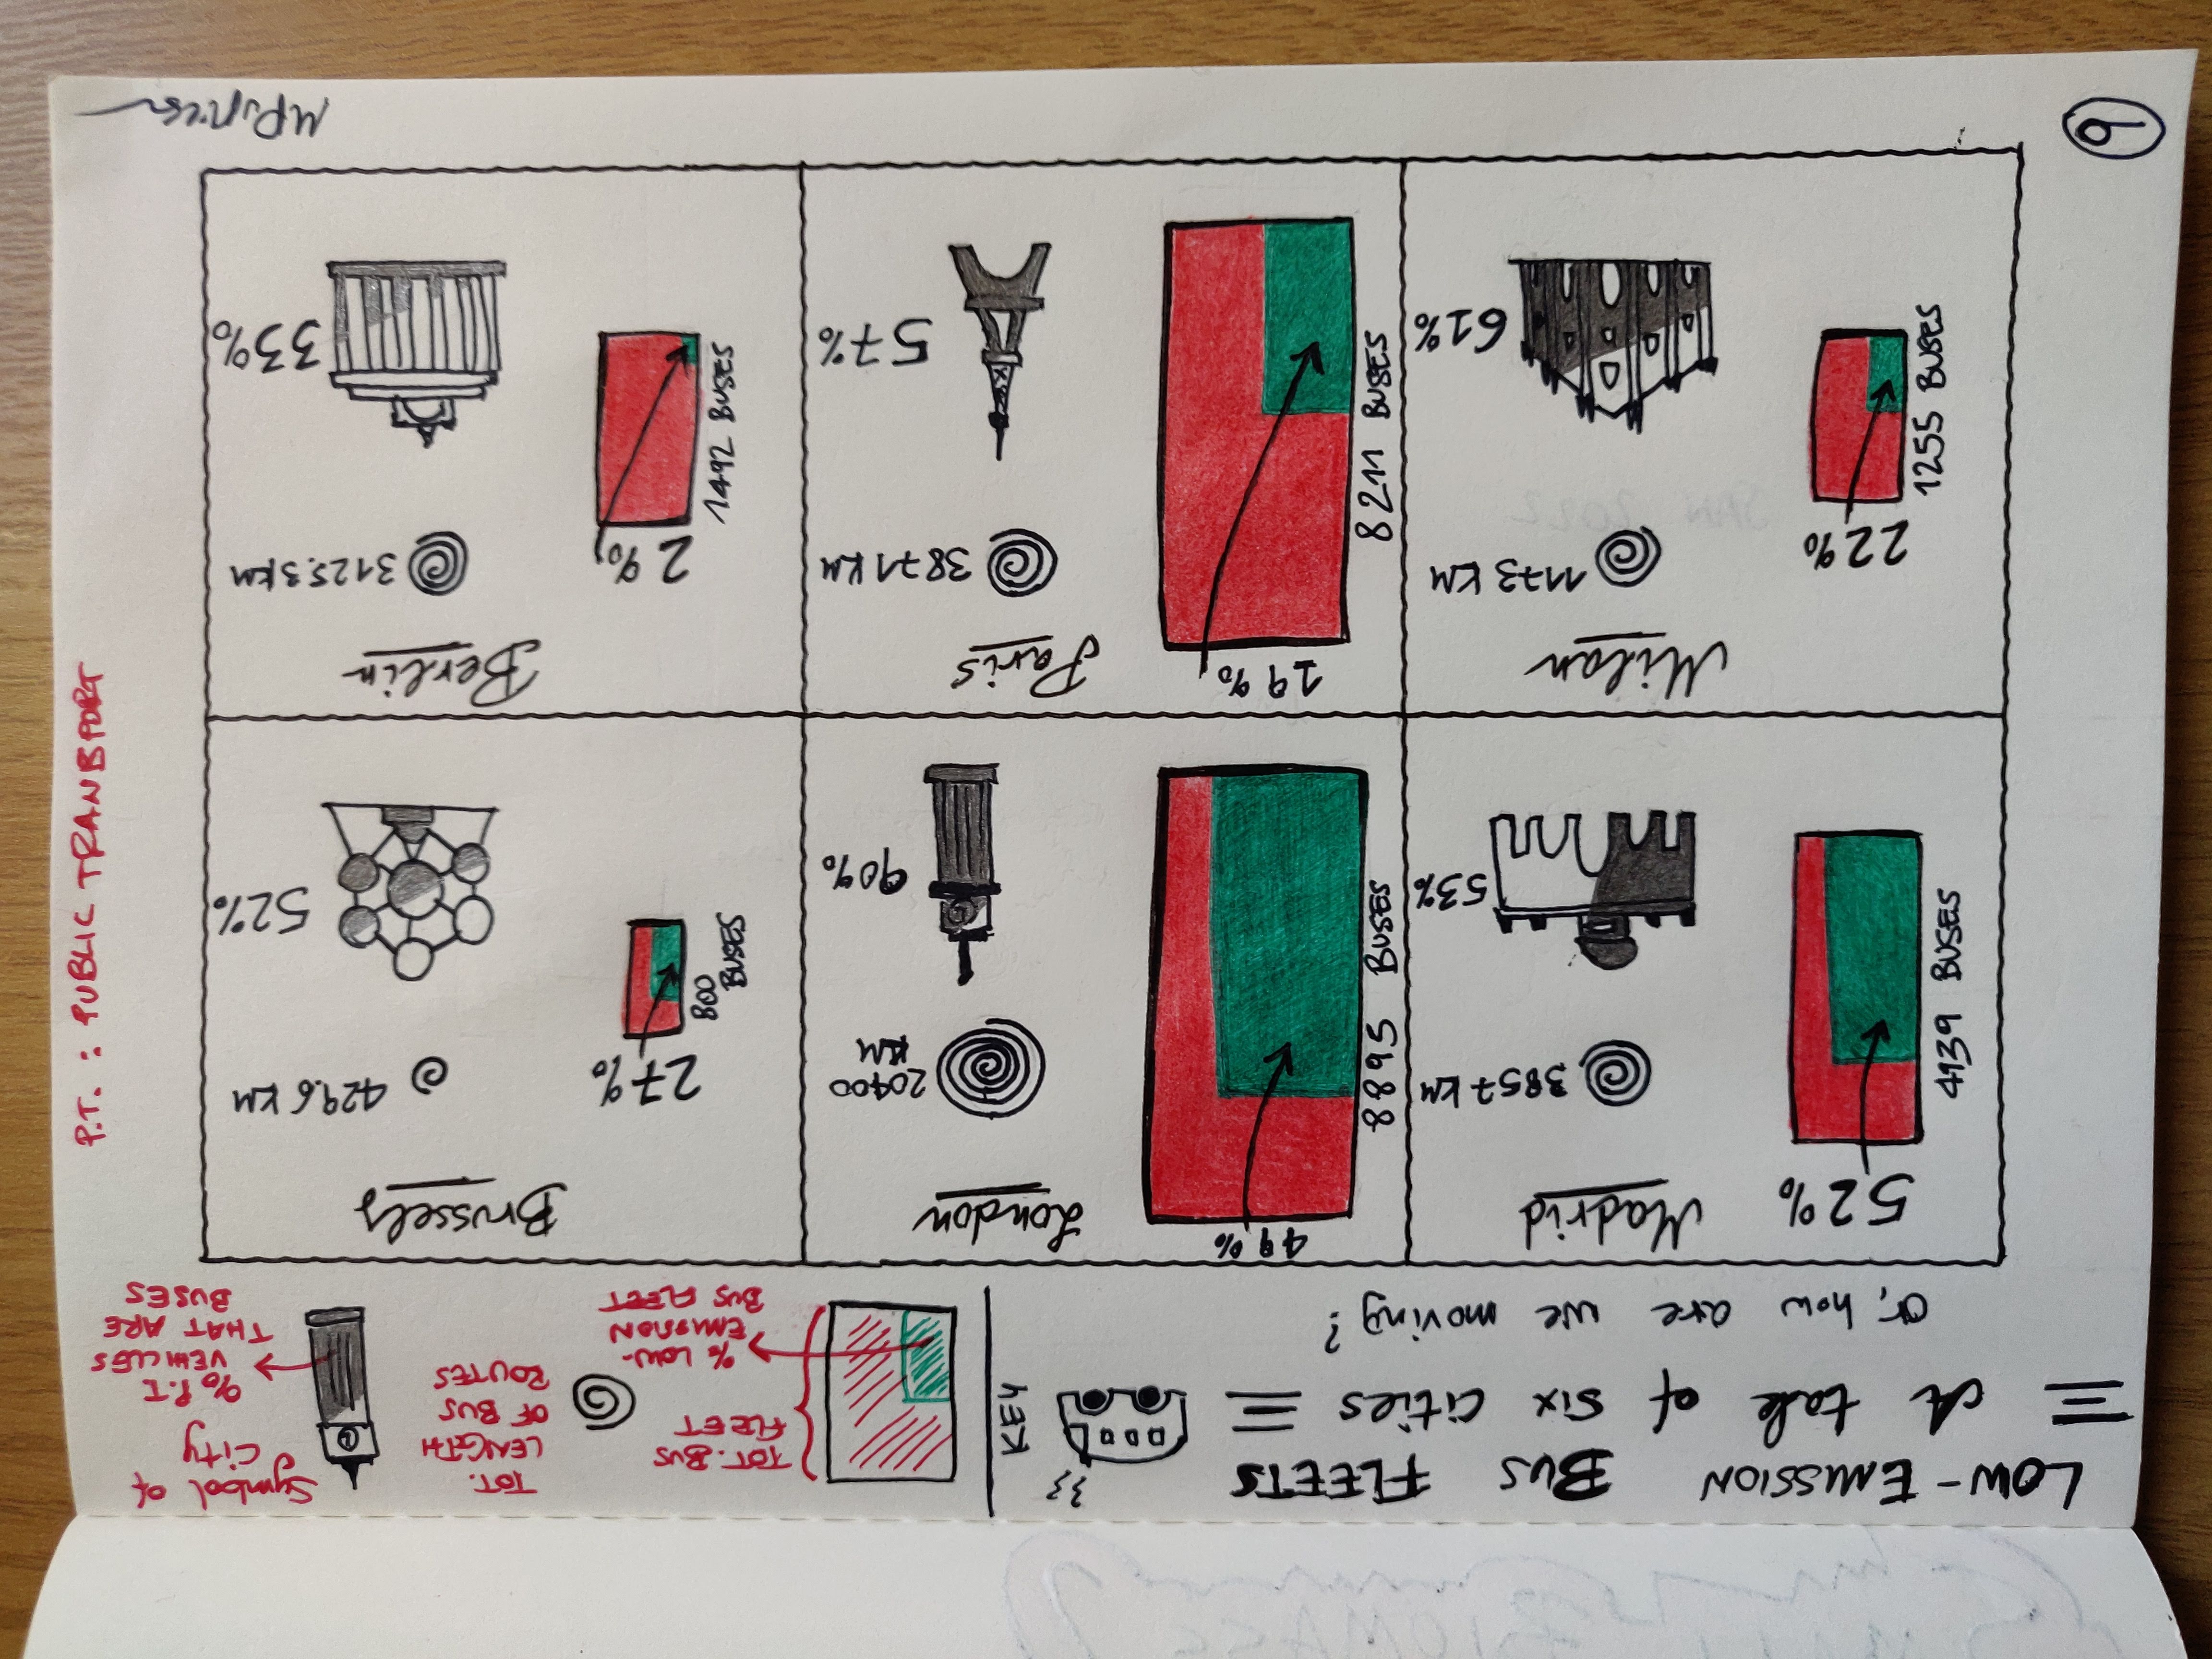 LOW-EMISSION BUS FLEETS
A tale of six cities
or, how are we moving?
KEY
TOT. BUS
FLEET
% LOW-
EMISSION
BUS FLEET
TOT.
LENGTH
OF BUS
ROUTES
Symbol of
city
% P.T.
VEHICLES
THAT ARE
BUSES
Madrid
52%
4939 BUSES
3857 KM
53%
London
49%
8895 BUSES
20400
KM
90%
Brussels
27%
800
BUSES
429.6 KM
52%
P.T. : PUBLIC TRANSPORT
Milan
22%
1255 BUSES
1173 KM
61%
Paris
19%
8211 BUSES
3871 KM
57%
Berlin
2%
1492 BUSES
3125.3 KM
33%